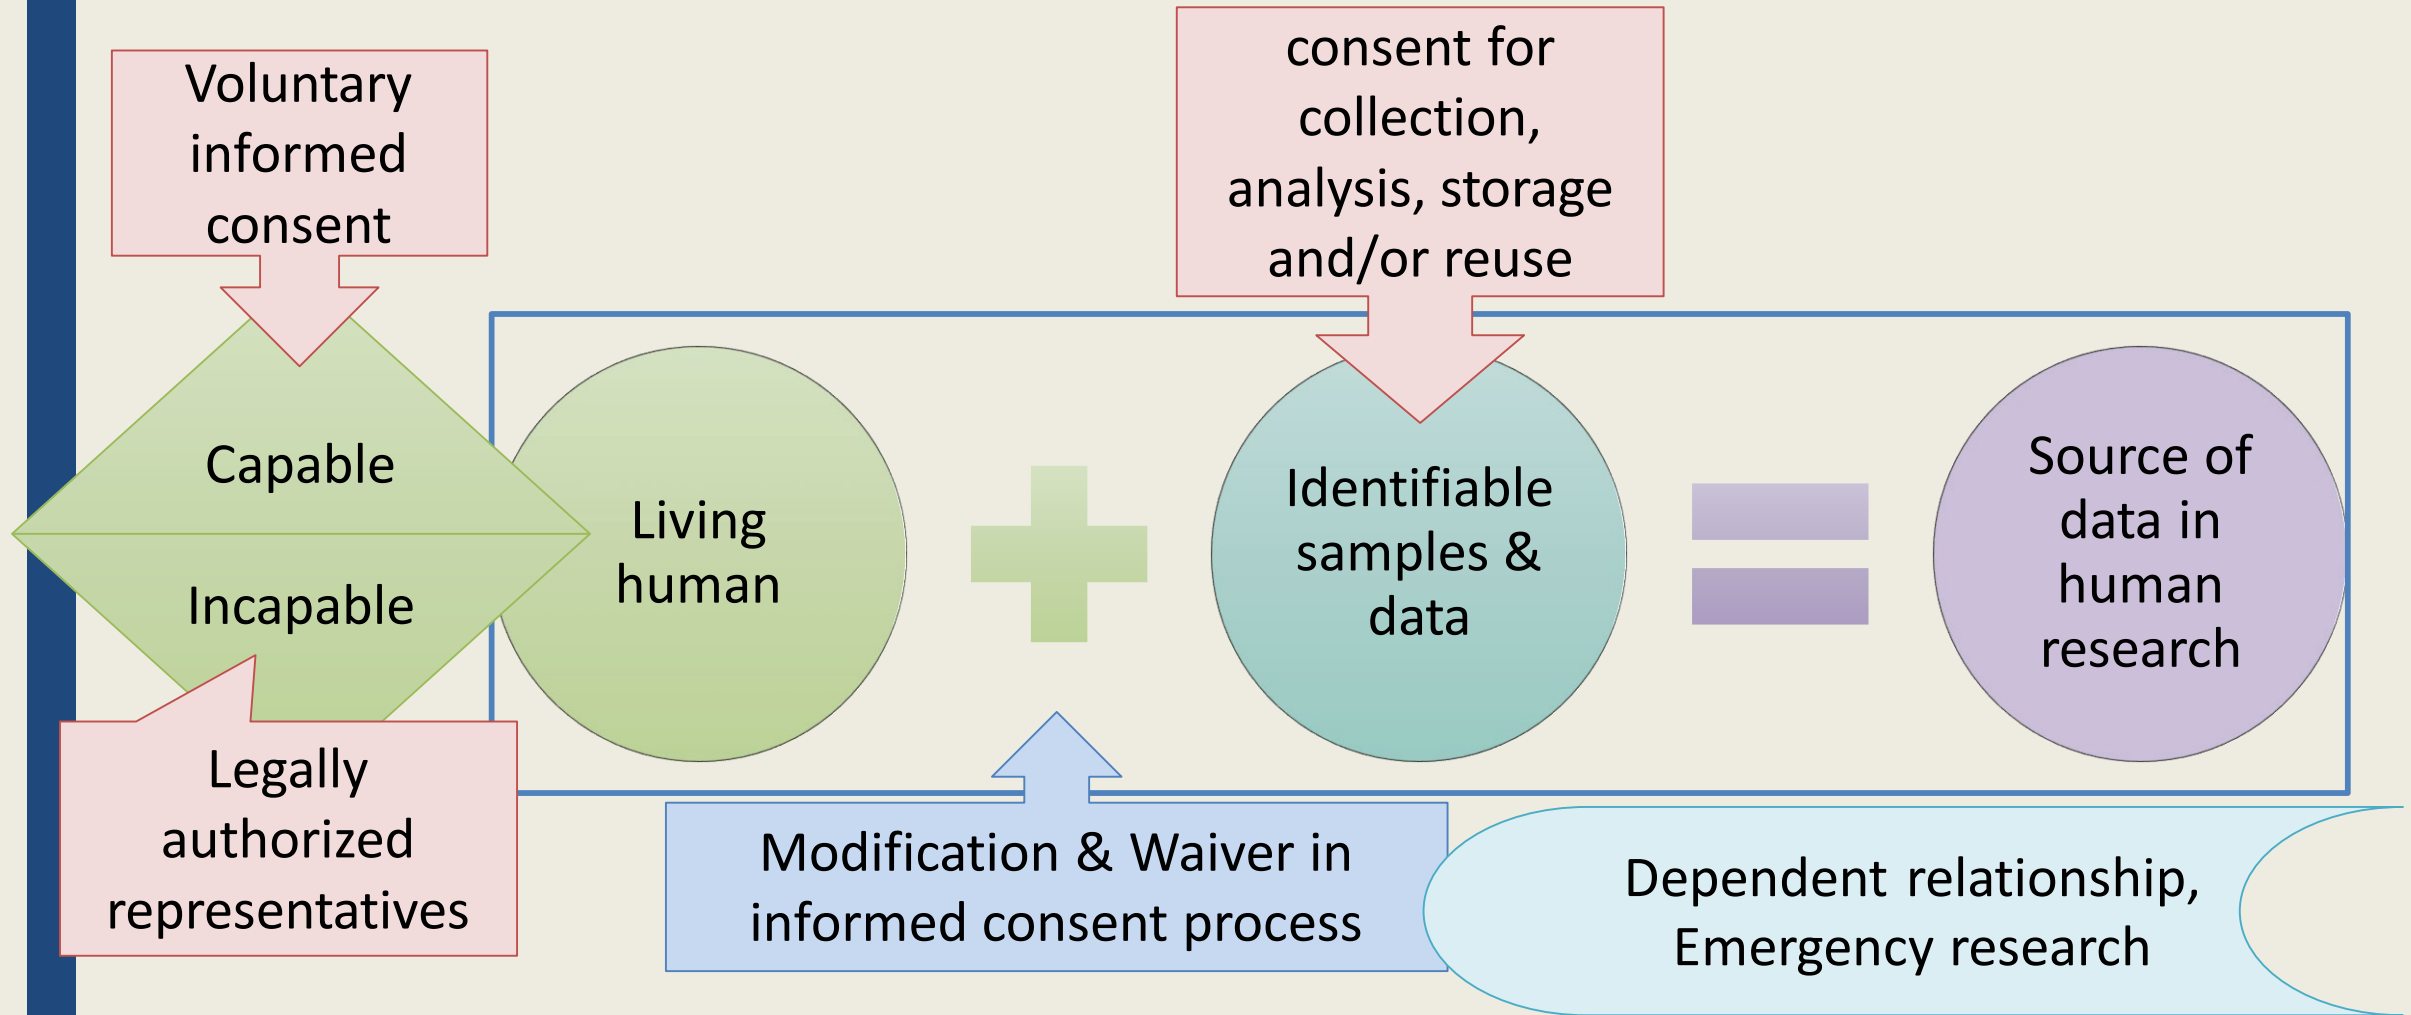 Voluntary
informed
consent
consent for
collection,
analysis, storage
and/or reuse
Capable
Incapable
Living
human
Identifiable
samples &
data
Source of
data in
human
research
Legally
authorized
representatives
Modification & Waiver in
informed consent process
Dependent relationship,
Emergency research